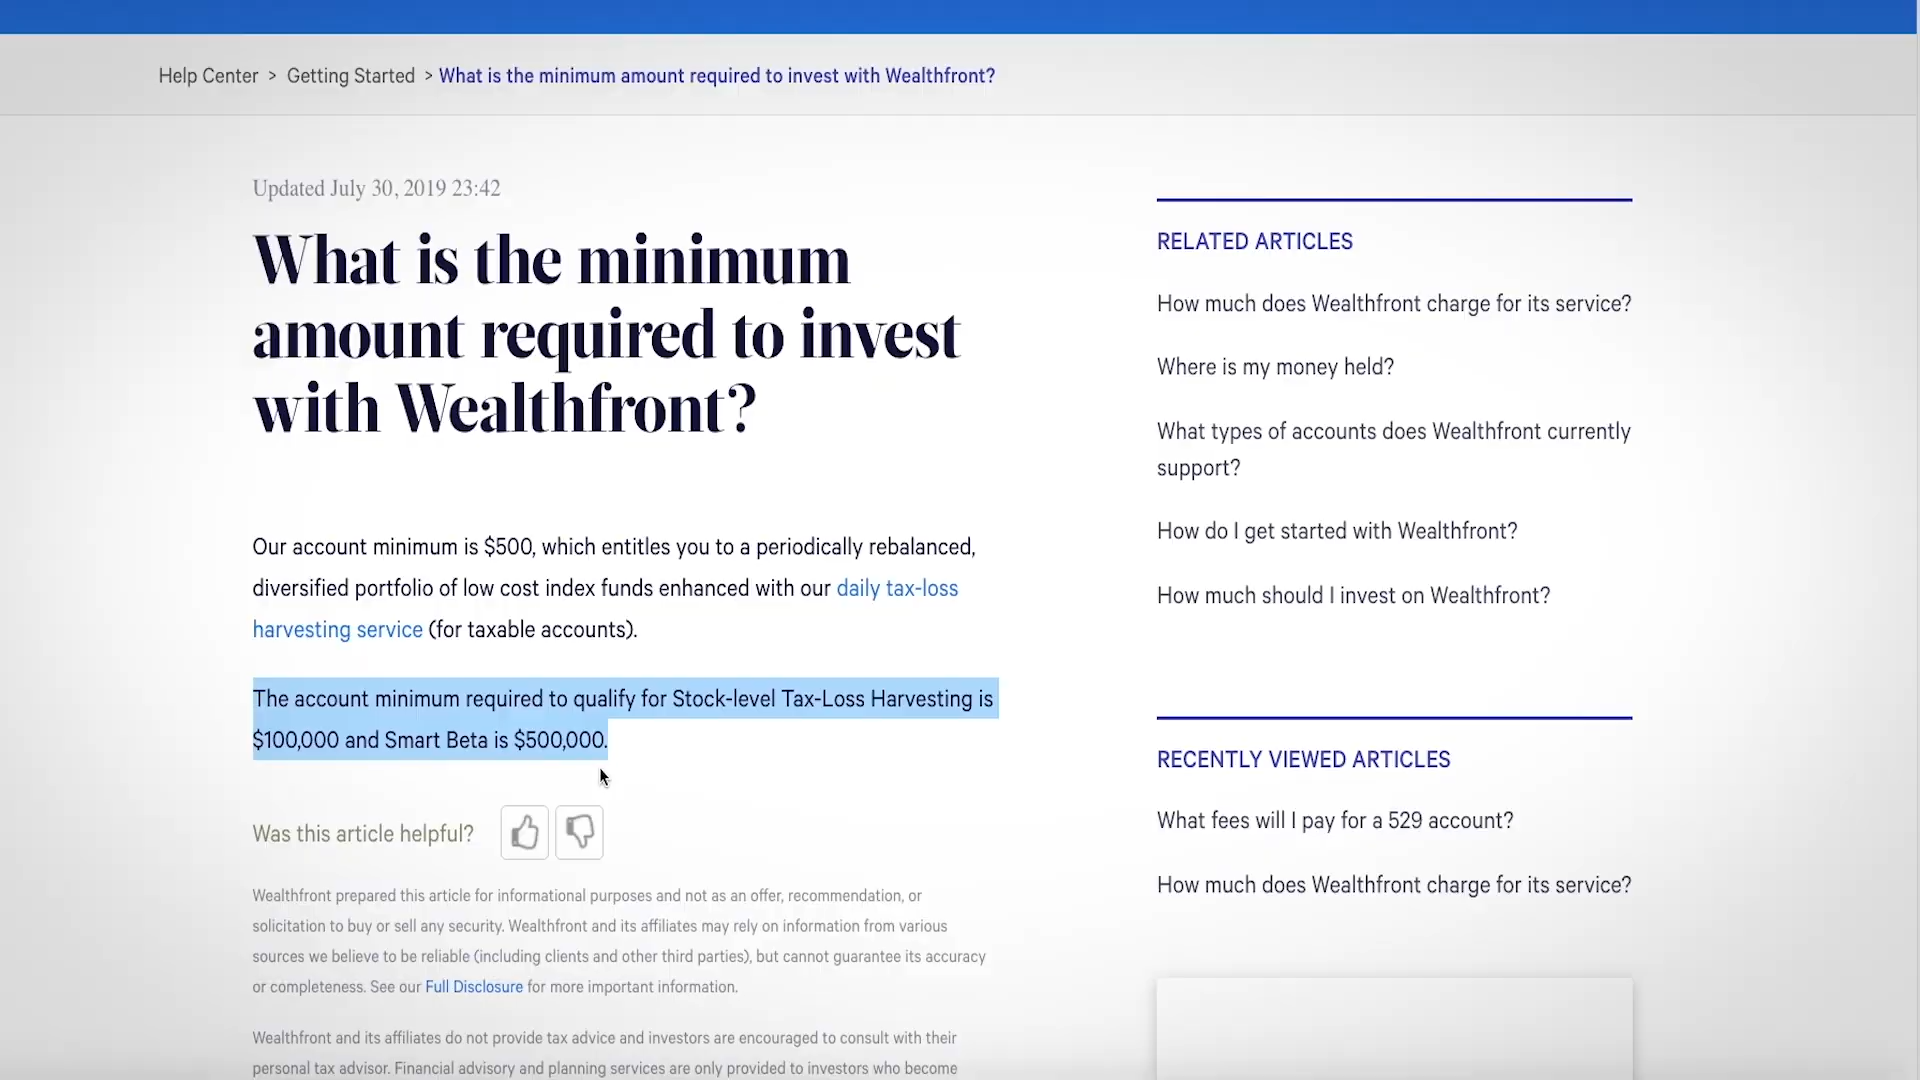 Help Center > Getting Started > What is the minimum amount required to invest with Wealthfront?
Updated July 30, 2019 23:42
What is the minimum
amount required to invest
with Wealthfront?
Our account minimum is $500, which entitles you to a periodically rebalanced,
diversified portfolio of low cost index funds enhanced with our daily tax-loss
harvesting service (for taxable accounts).
The account minimum required to qualify for Stock-level Tax-Loss Harvesting is
$100,000 and Smart Beta is $500,000.
Was this article helpful?
Wealthfront prepared this article for informational purposes and not as an offer, recommendation, or
solicitation to buy or sell any security. Wealthfront and its affiliates may rely on information from various
sources we believe to be reliable (including clients and other third parties), but cannot guarantee its accuracy
or completeness. See our Full Disclosure for more important information.
Wealthfront and its affiliates do not provide tax advice and investors are encouraged to consult with their
personal tax advisor. Financial advisory and planning services are only provided to investors who become
RELATED ARTICLES
How much does Wealthfront charge for its service?
Where is my money held?
What types of accounts does Wealthfront currently
support?
How do I get started with Wealthfront?
How much should I invest on Wealthfront?
RECENTLY VIEWED ARTICLES
What fees will I pay for a 529 account?
How much does Wealthfront charge for its service?